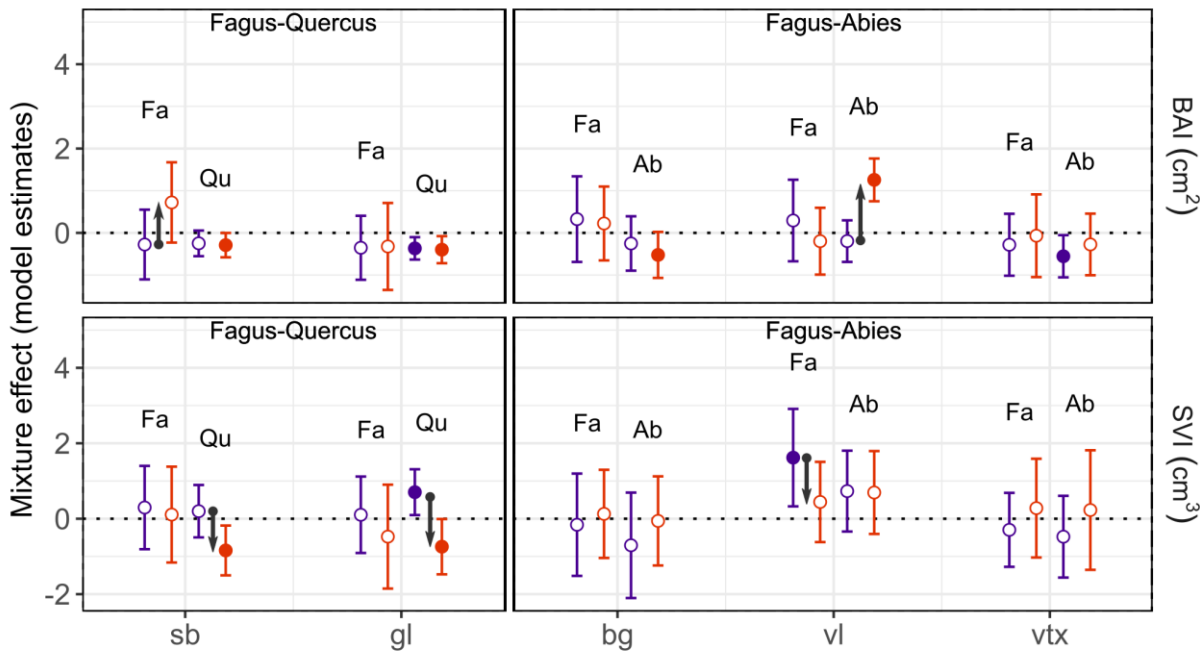 Fagus-Quercus
Fagus-Abies
4
2
0
Fa
Qu
Fa
Qu
Fa
Ab
Fa
Ab
Fa
Ab
BAI (cm²)
Mixture effect (model estimates)
Fagus-Quercus
Fagus-Abies
4
2
0
-2
Fa
Qu
Fa
Qu
Fa
Ab
Fa
Ab
Fa
Ab
SVI (cm³)
sb
gl
bg
vl
vtx